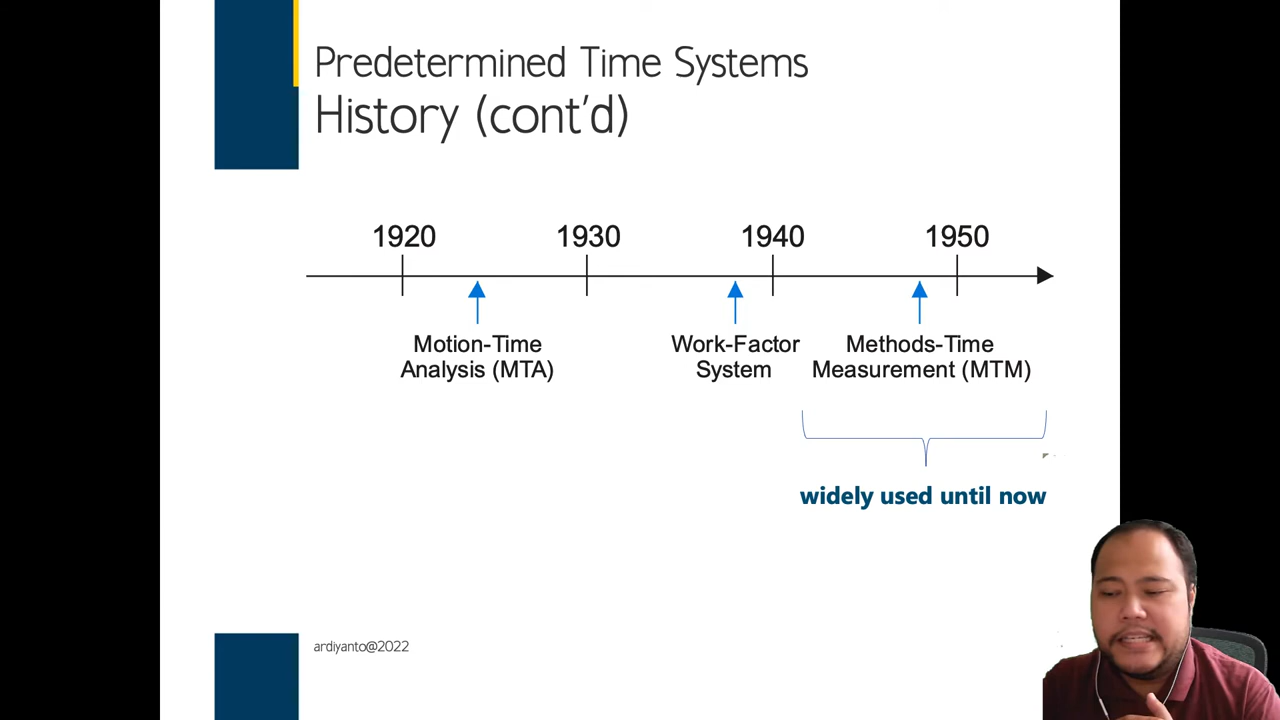 Predetermined Time Systems
History (cont'd)
1920 1930 1940 1950
Motion-Time Work-Factor Methods-Time
Analysis (MTA) System Measurement (MTM)
widely used until now
ardiyanto@2022